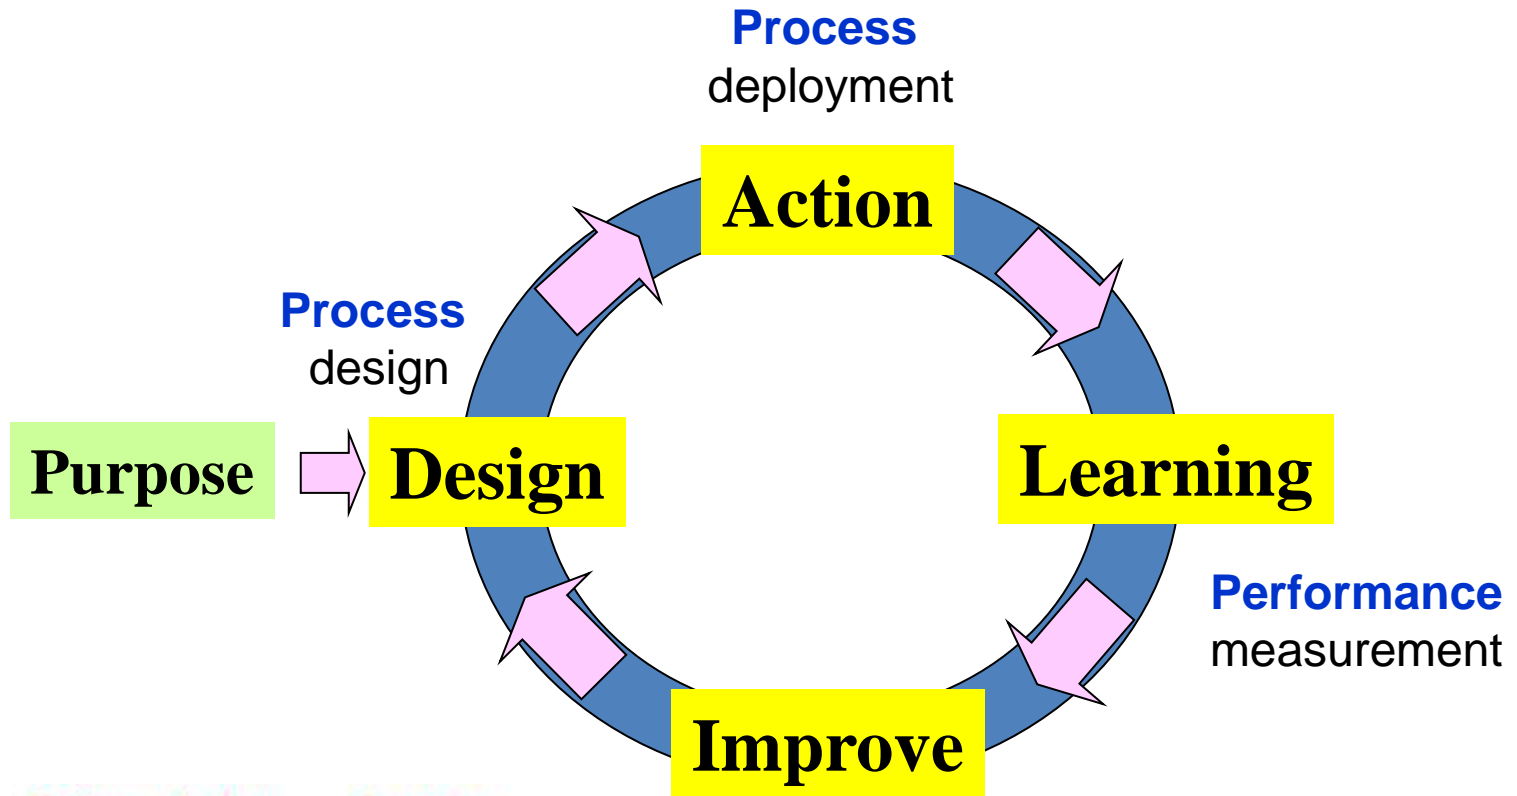 Process
deployment
Action
Process
design
Purpose
Design
Learning
Performance
measurement
Improve